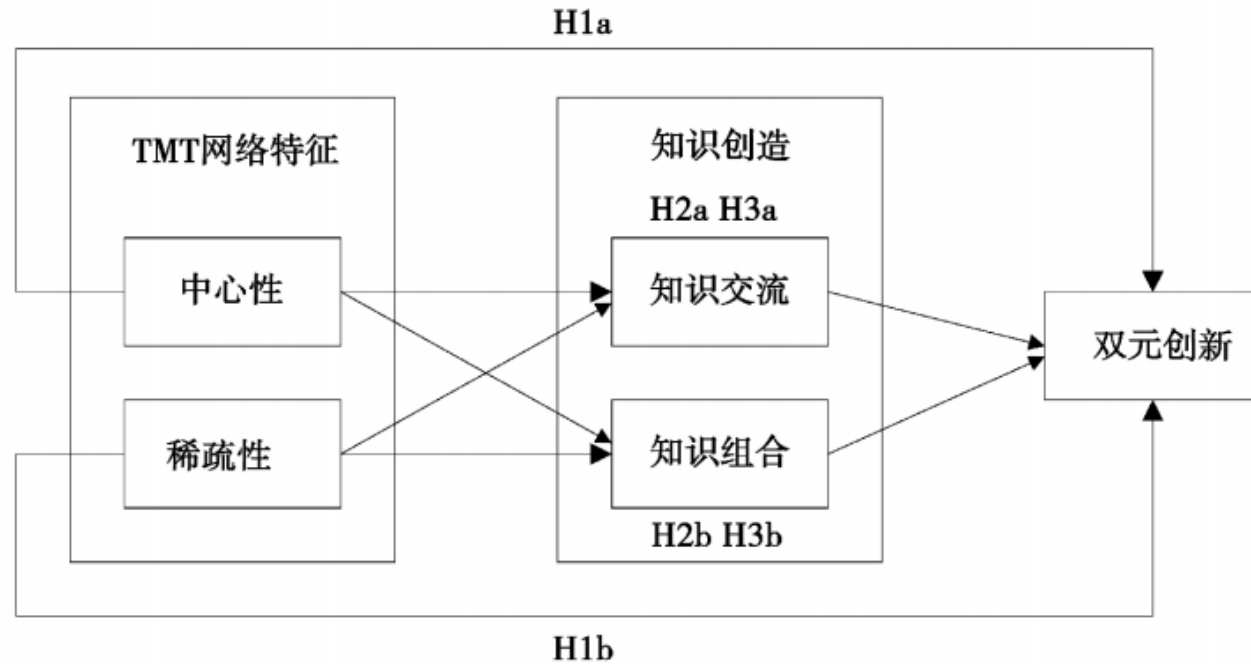 H1a
TMT网络特征
知识创造
H2a H3a
中心性
知识交流
双元创新
稀疏性
知识组合
H2b H3b
H1b